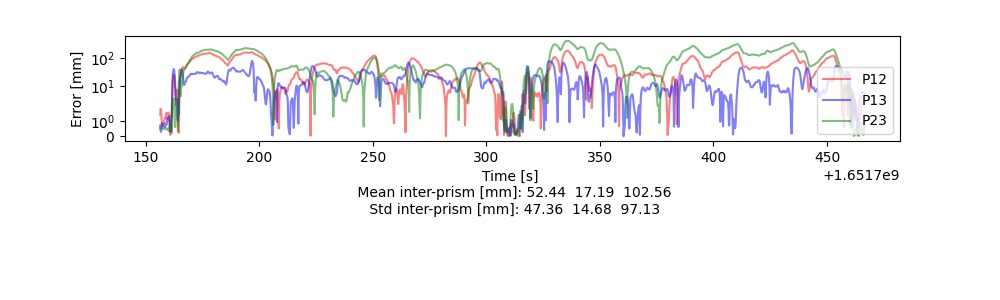 Error [mm]
10²
10¹
10⁰
0
P12
P13
P23
150 200 250 300 350 400 450
Time [s]
+1.6517e9
Mean inter-prism [mm]: 52.44 17.19 102.56
Std inter-prism [mm]: 47.36 14.68 97.13